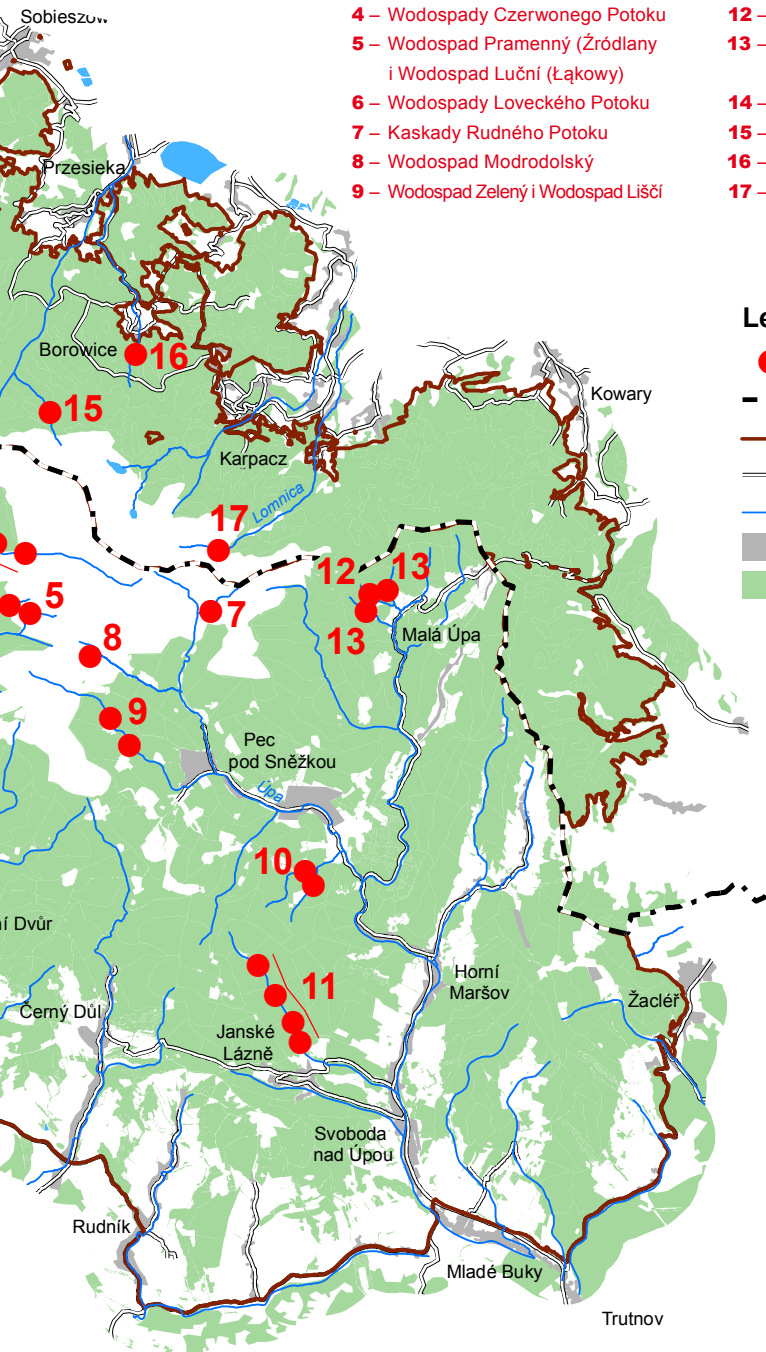 Sobieszów
4 – Wodospady Czerwonego Potoku
5 – Wodospad Pramenný (Źródlany
i Wodospad Luční (Łąkowy)
6 – Wodospady Loveckého Potoku
7 – Kaskady Rudného Potoku
8 – Wodospad Modrodolský
9 – Wodospad Zelený i Wodospad Liščí
12 –
13 –
14 –
15 –
16 –
17 –
Le
Przesieka
Borowice
16
15
Kowary
Karpacz
Lomnica
17
12
13
5
7
13
Malá Úpa
8
9
Pec
pod Sněžkou
Úpa
10
ní Dvůr
11
Horní
Maršov
Žacléř
Černý Důl
Janské
Lázně
Svoboda
nad Úpou
Rudník
Mladé Buky
Trutnov